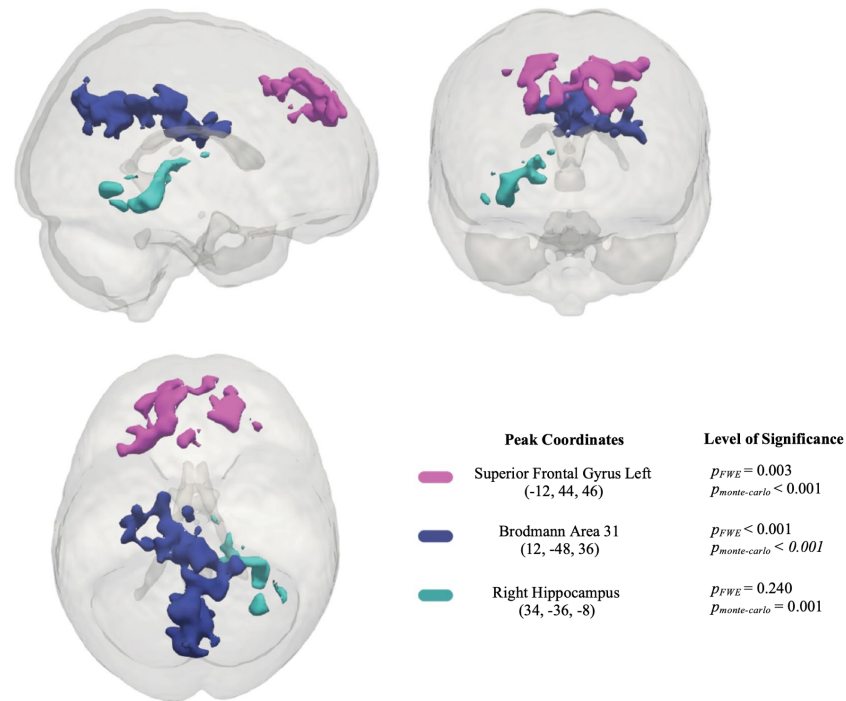 Peak Coordinates
Level of Significance
Superior Frontal Gyrus Left
(-12, 44, 46)
pFWE = 0.003
pmonte-carlo < 0.001
Brodmann Area 31
(12, -48, 36)
pFWE < 0.001
pmonte-carlo < 0.001
Right Hippocampus
(34, -36, -8)
pFWE = 0.240
pmonte-carlo = 0.001